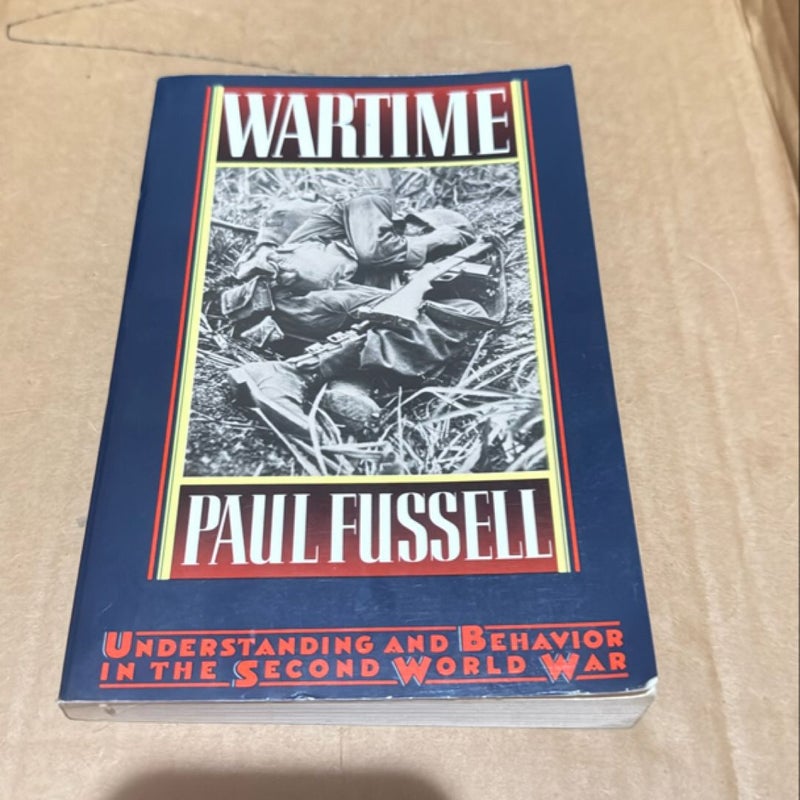 WARTIME
PAUL FUSSELL
UNDERSTANDING AND BEHAVIOR
IN THE SECOND WORLD WAR